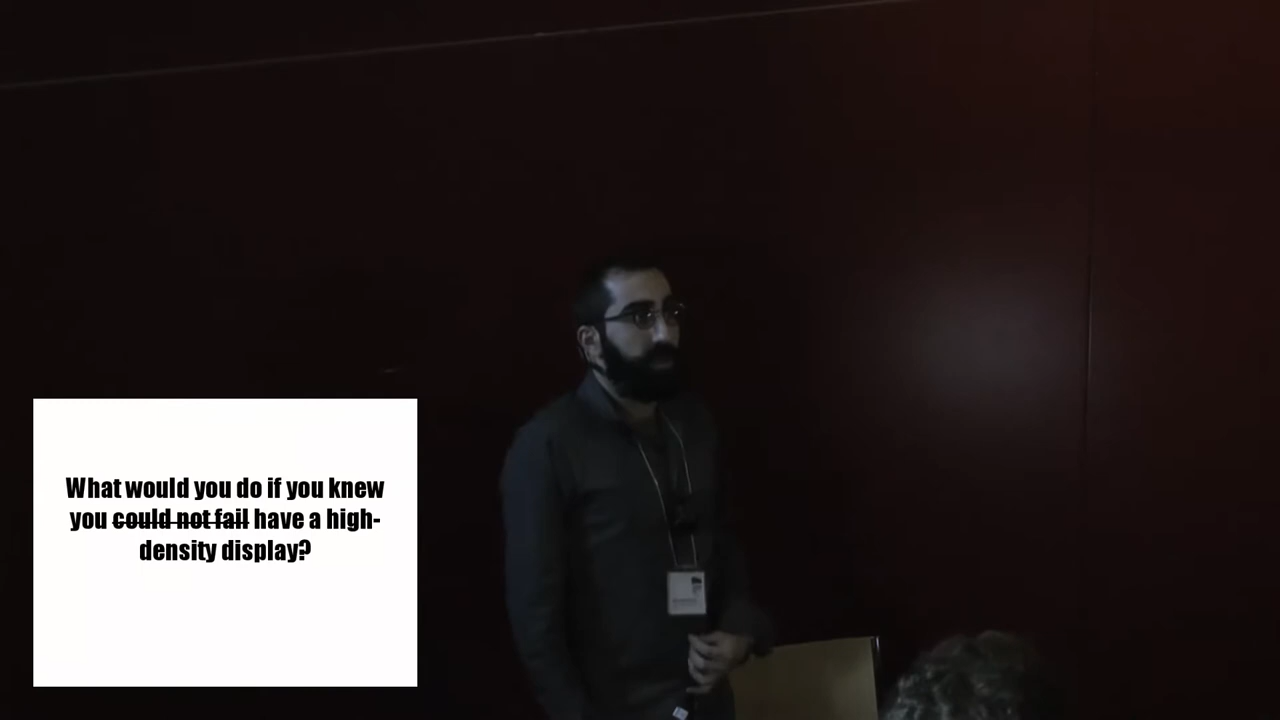 What would you do if you knew
you could not fail have a high-
density display?